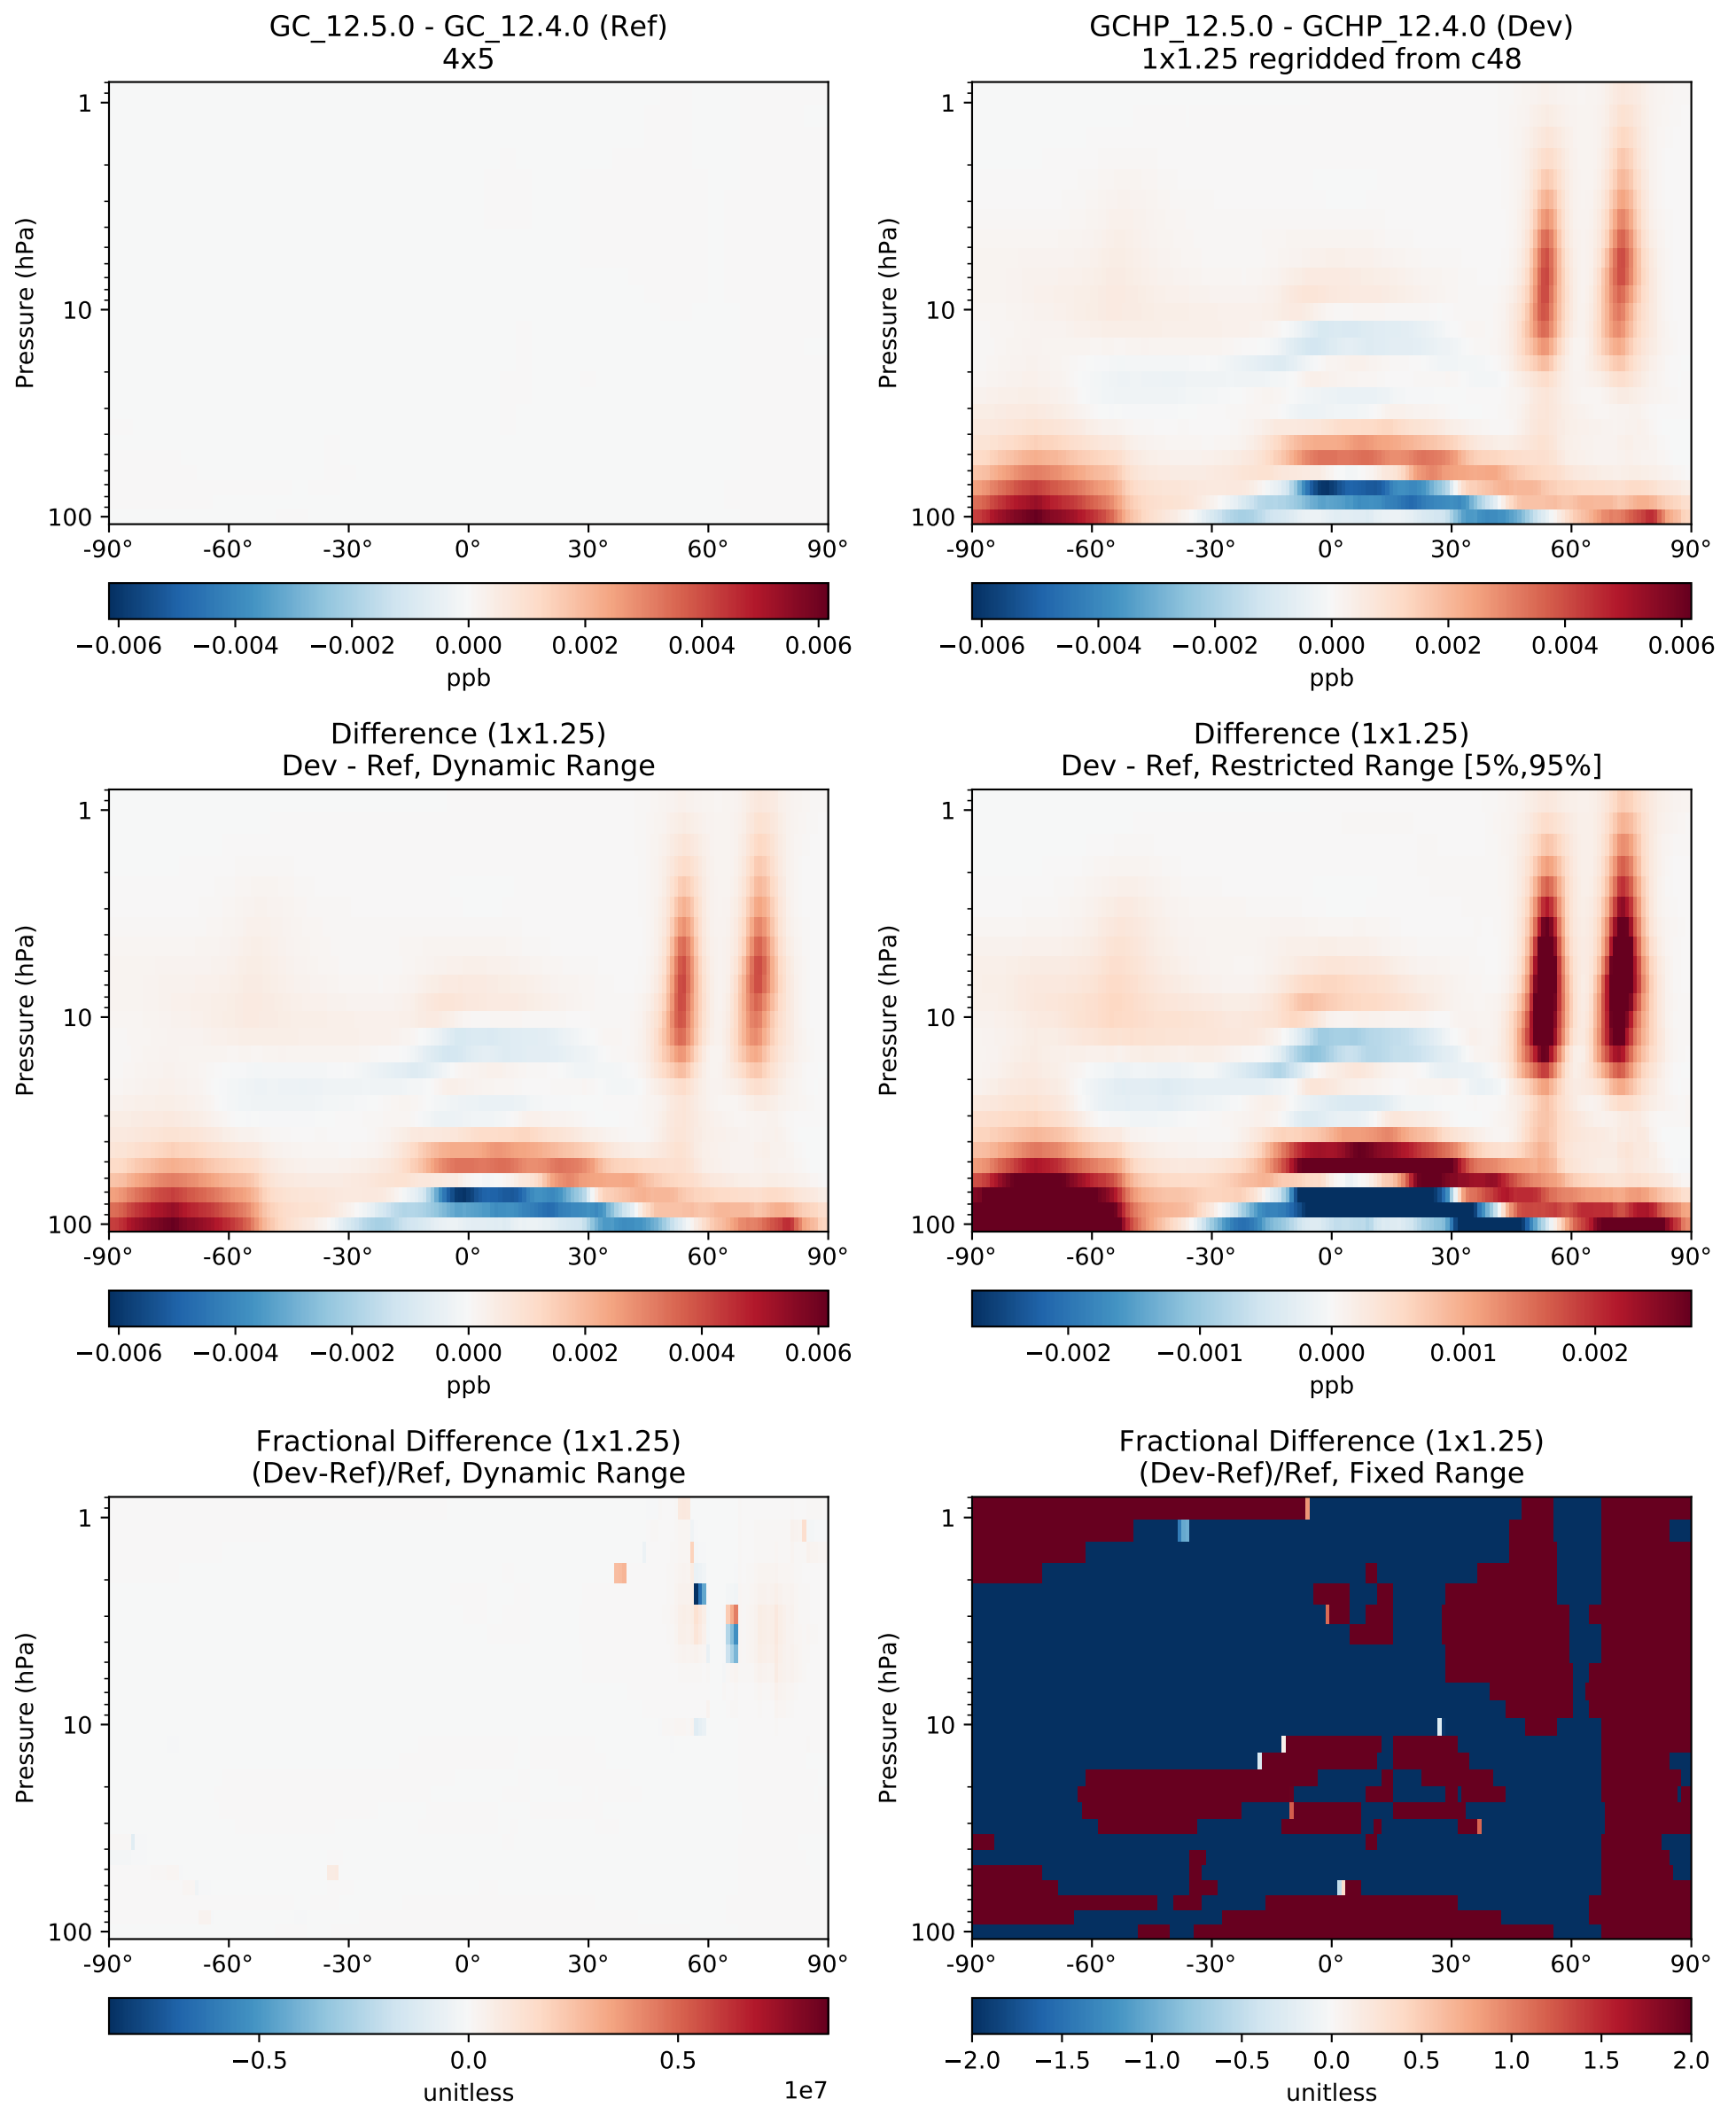 GC_12.5.0 - GC_12.4.0 (Ref)
4x5
Pressure (hPa)
1
10
100
-90° -60° -30° 0° 30° 60° 90°
−0.006 −0.004 −0.002 0.000 0.002 0.004 0.006
ppb
GCHP_12.5.0 - GCHP_12.4.0 (Dev)
1x1.25 regridded from c48
Pressure (hPa)
1
10
100
-90° -60° -30° 0° 30° 60° 90°
−0.006 −0.004 −0.002 0.000 0.002 0.004 0.006
ppb
Difference (1x1.25)
Dev - Ref, Dynamic Range
Pressure (hPa)
1
10
100
-90° -60° -30° 0° 30° 60° 90°
−0.006 −0.004 −0.002 0.000 0.002 0.004 0.006
ppb
Difference (1x1.25)
Dev - Ref, Restricted Range [5%,95%]
Pressure (hPa)
1
10
100
-90° -60° -30° 0° 30° 60° 90°
−0.002 −0.001 0.000 0.001 0.002
ppb
Fractional Difference (1x1.25)
(Dev-Ref)/Ref, Dynamic Range
Pressure (hPa)
1
10
100
-90° -60° -30° 0° 30° 60° 90°
−0.5 0.0 0.5
unitless 1e7
Fractional Difference (1x1.25)
(Dev-Ref)/Ref, Fixed Range
Pressure (hPa)
1
10
100
-90° -60° -30° 0° 30° 60° 90°
−2.0 −1.5 −1.0 −0.5 0.0 0.5 1.0 1.5 2.0
unitless